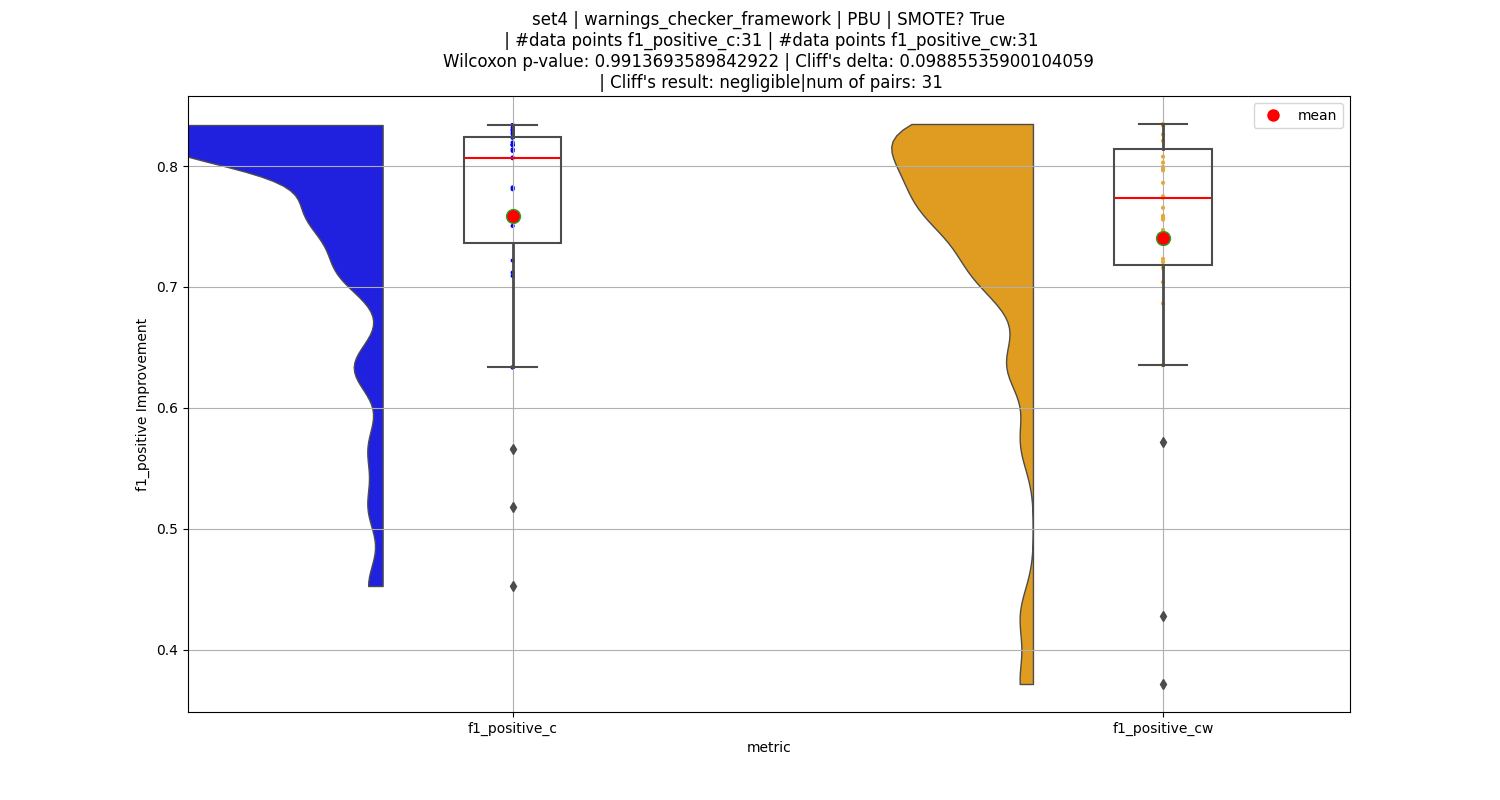 set4 | warnings_checker_framework | PBU | SMOTE? True
| #data points f1_positive_c:31 | #data points f1_positive_cw:31
Wilcoxon p-value: 0.9913693589842922 | Cliff's delta: 0.09885535900104059
| Cliff's result: negligible|num of pairs: 31
mean
0.8
0.7
0.6
0.5
0.4
f1_positive Improvement
f1_positive_c
f1_positive_cw
metric